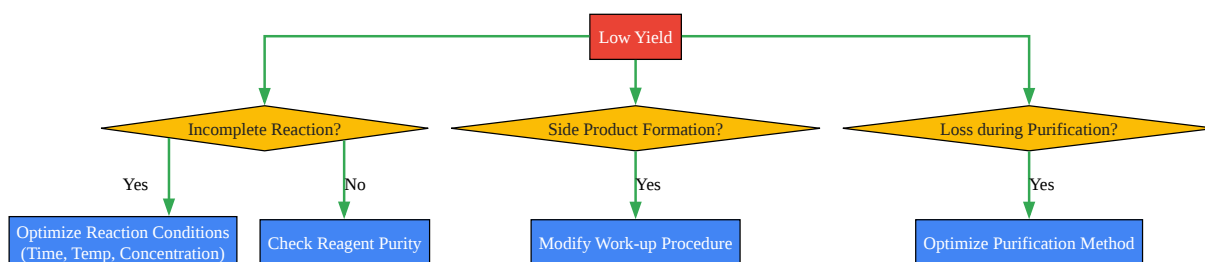 Low Yield
Incomplete Reaction?
Side Product Formation?
Loss during Purification?
Yes
No
Yes
Yes
Optimize Reaction Conditions
(Time, Temp, Concentration)
Check Reagent Purity
Modify Work-up Procedure
Optimize Purification Method